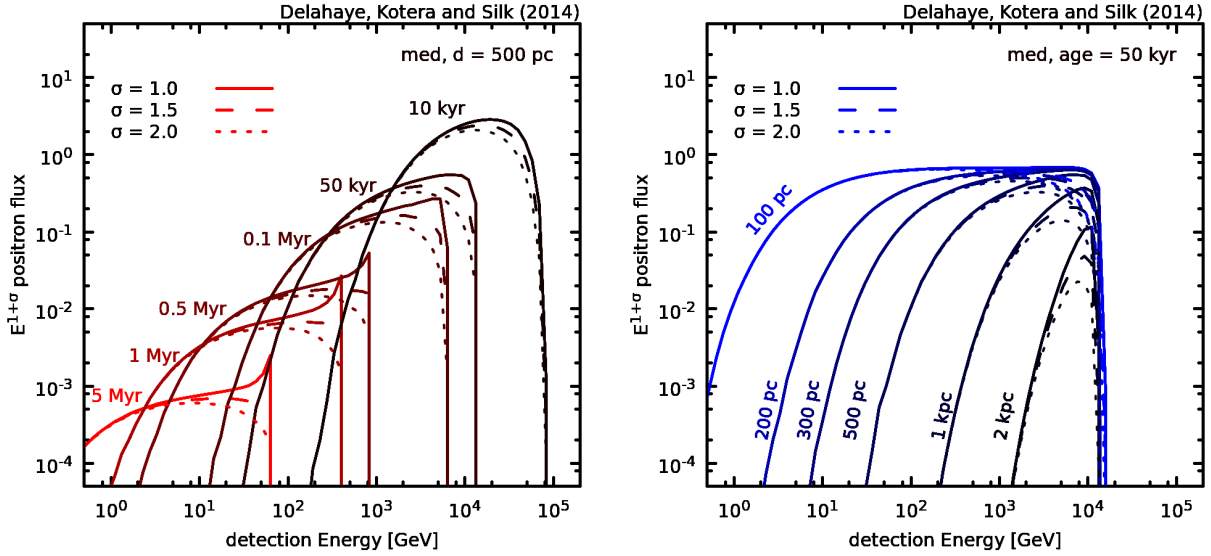 Delahaye, Kotera and Silk (2014)
med, d = 500 pc
σ = 1.0
σ = 1.5
σ = 2.0
10 kyr
50 kyr
0.1 Myr
0.5 Myr
1 Myr
5 Myr
E^{1+σ} positron flux
10^1
10^0
10^{-1}
10^{-2}
10^{-3}
10^{-4}
10^0 10^1 10^2 10^3 10^4 10^5
detection Energy [GeV]
Delahaye, Kotera and Silk (2014)
med, age = 50 kyr
σ = 1.0
σ = 1.5
σ = 2.0
100 pc
200 pc
300 pc
500 pc
1 kpc
2 kpc
E^{1+σ} positron flux
10^1
10^0
10^{-1}
10^{-2}
10^{-3}
10^{-4}
10^0 10^1 10^2 10^3 10^4 10^5
detection Energy [GeV]